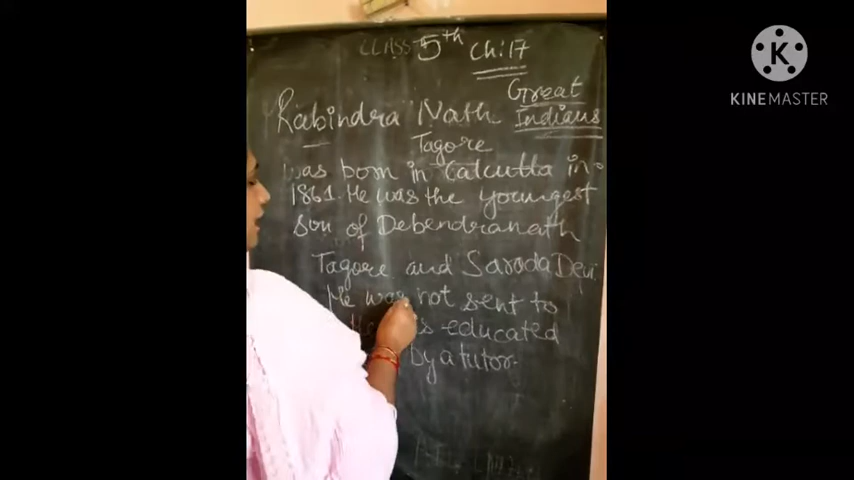 CLASS 5th Ch:17
Great
Rabindra Nath Indians
Tagore
was born in Calcutta in
1861. He was the youngest
son of Debendranath
Tagore and Sarada Devi.
He was not sent to
educated
by a tutor.
K
KINEMASTER